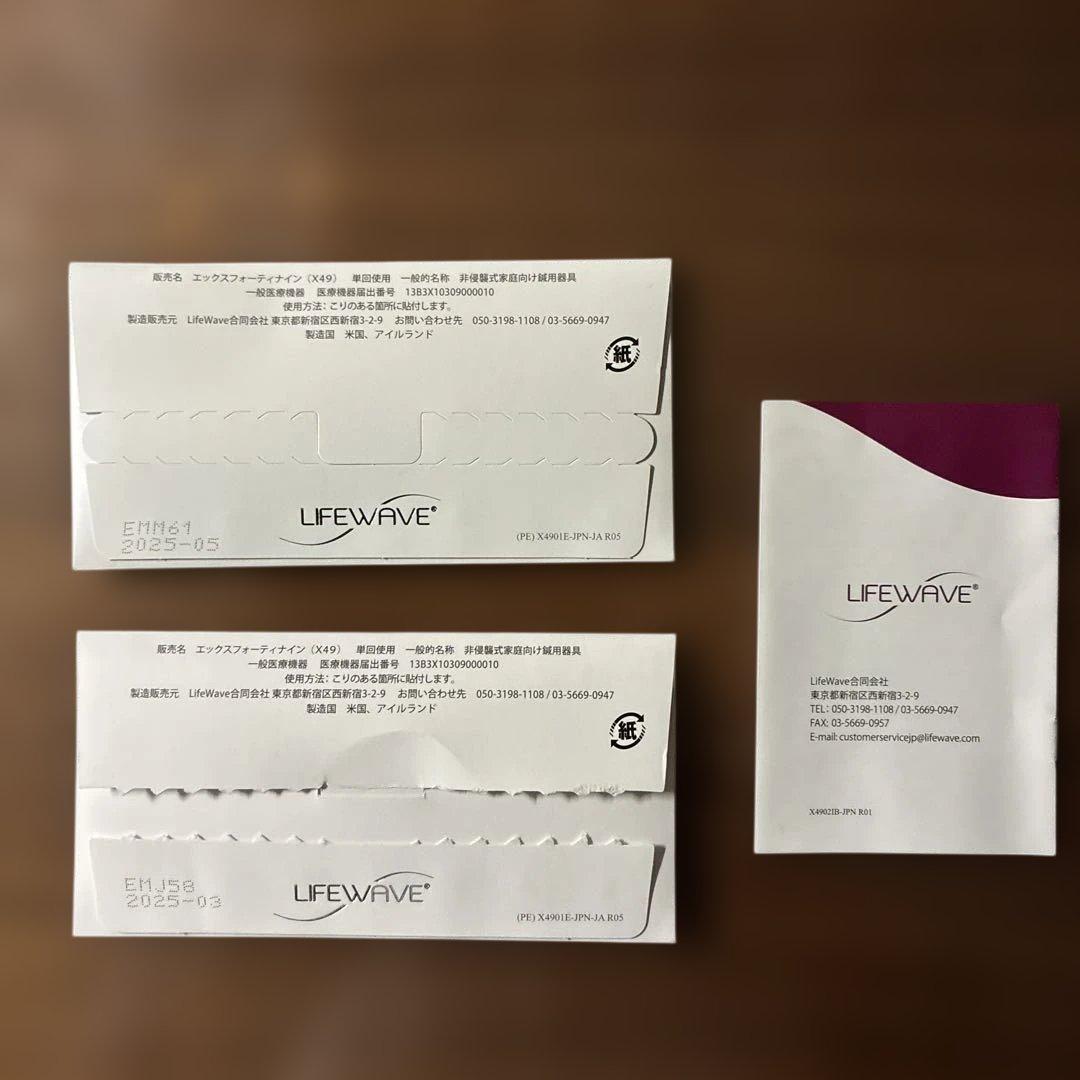 販売名 エックスフォーティナイン（X49） 単回使用 一般的名称 非侵襲式家庭向け鍼用器具
一般医療機器 医療機器届出番号 13B3X10309000010
使用方法：こりのある箇所に貼付します。
製造販売元 LifeWave合同会社 東京都新宿区西新宿3-2-9 お問い合わせ先 050-3198-1108 / 03-5669-0947
製造国 米国、アイルランド
紙
LIFEWAVE®
EMM61
2025-05
(PE) X4901E-JPN-JA R05
販売名 エックスフォーティナイン（X49） 単回使用 一般的名称 非侵襲式家庭向け鍼用器具
一般医療機器 医療機器届出番号 13B3X10309000010
使用方法：こりのある箇所に貼付します。
製造販売元 LifeWave合同会社 東京都新宿区西新宿3-2-9 お問い合わせ先 050-3198-1108 / 03-5669-0947
製造国 米国、アイルランド
紙
LIFEWAVE®
EMJ58
2025-03
(PE) X4901E-JPN-JA R05
LIFEWAVE®
LifeWave合同会社
東京都新宿区西新宿3-2-9
TEL: 050-3198-1108 / 03-5669-0947
FAX: 03-5669-0957
E-mail: customerservicejp@lifewave.com
X4902IB-JPN R01